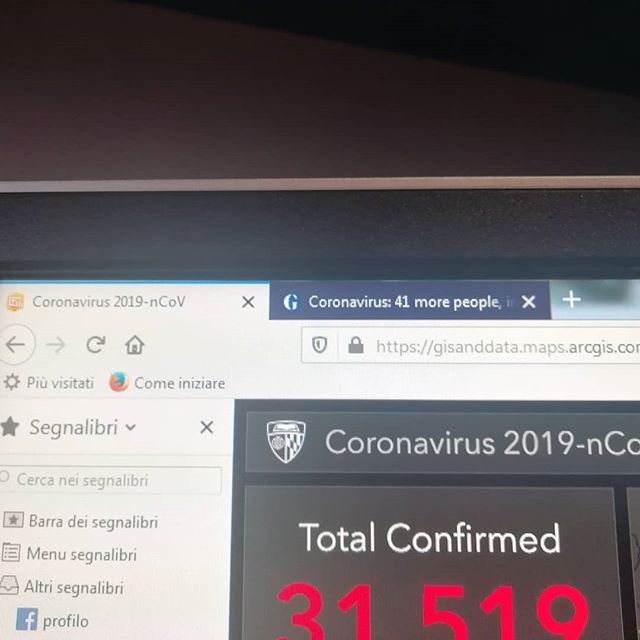 Coronavirus 2019-nCoV
Coronavirus: 41 more people,
https://gisanddata.maps.arcgis.co
Più visitati
Come iniziare
Segnalibri
Cerca nei segnalibri
Barra dei segnalibri
Menu segnalibri
Altri segnalibri
profilo
Coronavirus 2019-nCo
Total Confirmed
31.519